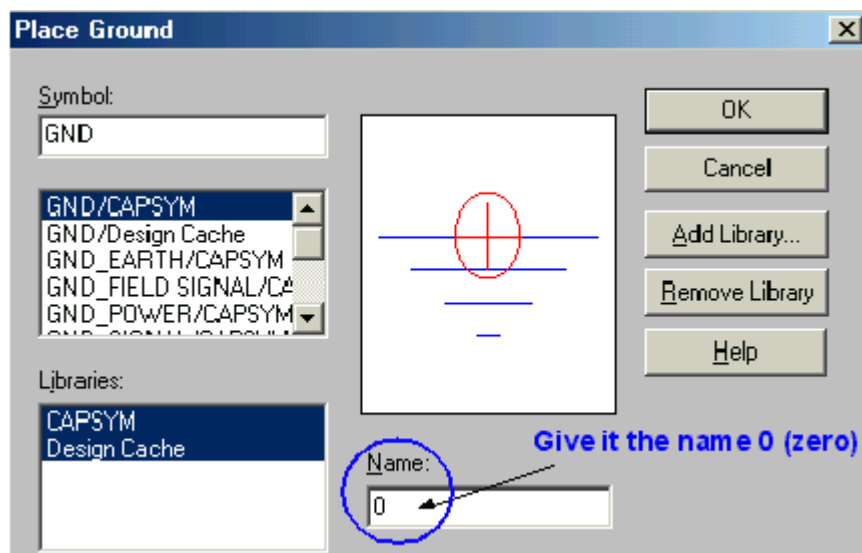 Place Ground
Symbol:
GND
GND/CAPSYM
GND/Design Cache
GND_EARTH/CAPSYM
GND_FIELD SIGNAL/CA
GND_POWER/CAPSYM
Libraries:
CAPSYM
Design Cache
OK
Cancel
Add Library...
Remove Library
Help
Give it the name 0 (zero)
Name:
0